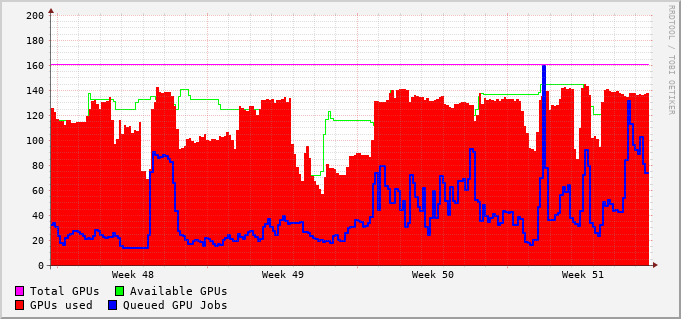 200
180
160
140
120
100
80
60
40
20
0
Week 48 Week 49 Week 50 Week 51
Total GPUs Available GPUs
GPUs used Queued GPU Jobs
RRDTOOL / TOBI OETIKER